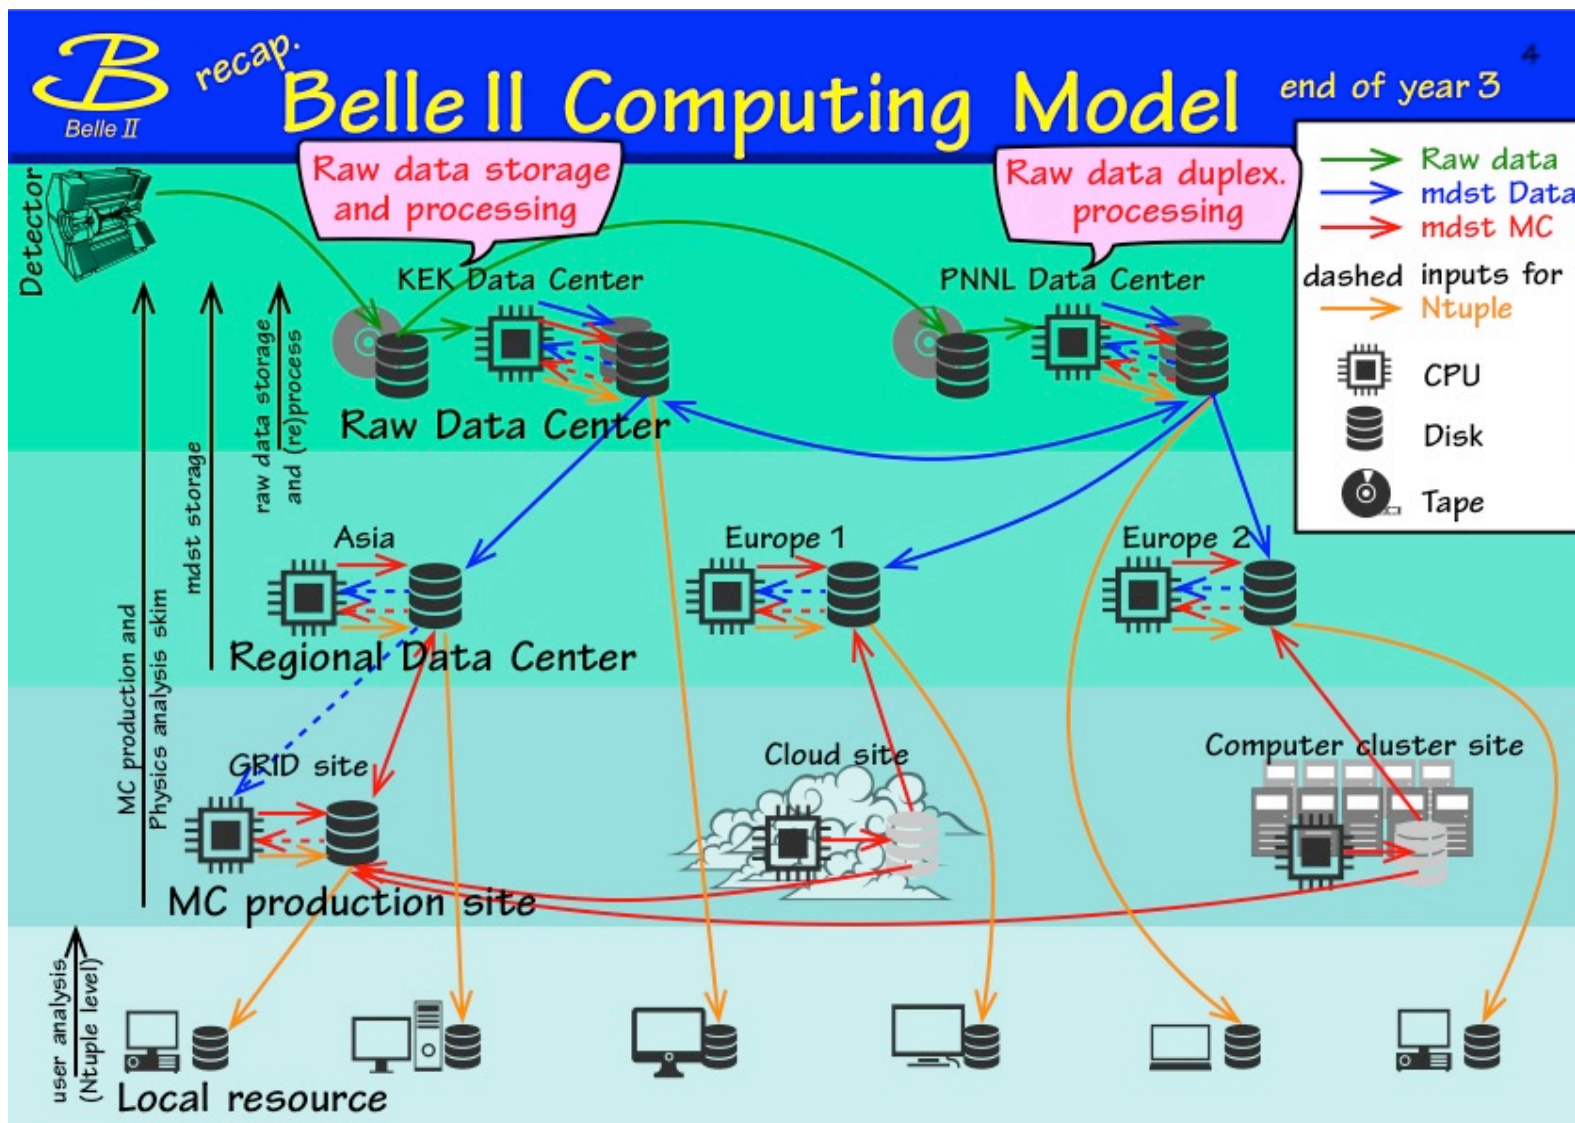 Belle II
recap.
Belle II Computing Model
end of year 3
4
Raw data storage
and processing
Raw data duplex.
processing
Raw data
mdst Data
mdst MC
dashed inputs for
Ntuple
CPU
Disk
Tape
Detector
KEK Data Center
PNNL Data Center
Raw Data Center
raw data storage
and (re)process
mdst storage
MC production and
Physics analysis skim
Asia
Europe 1
Europe 2
Regional Data Center
GRID site
Cloud site
Computer cluster site
MC production site
user analysis
(Ntuple level)
Local resource